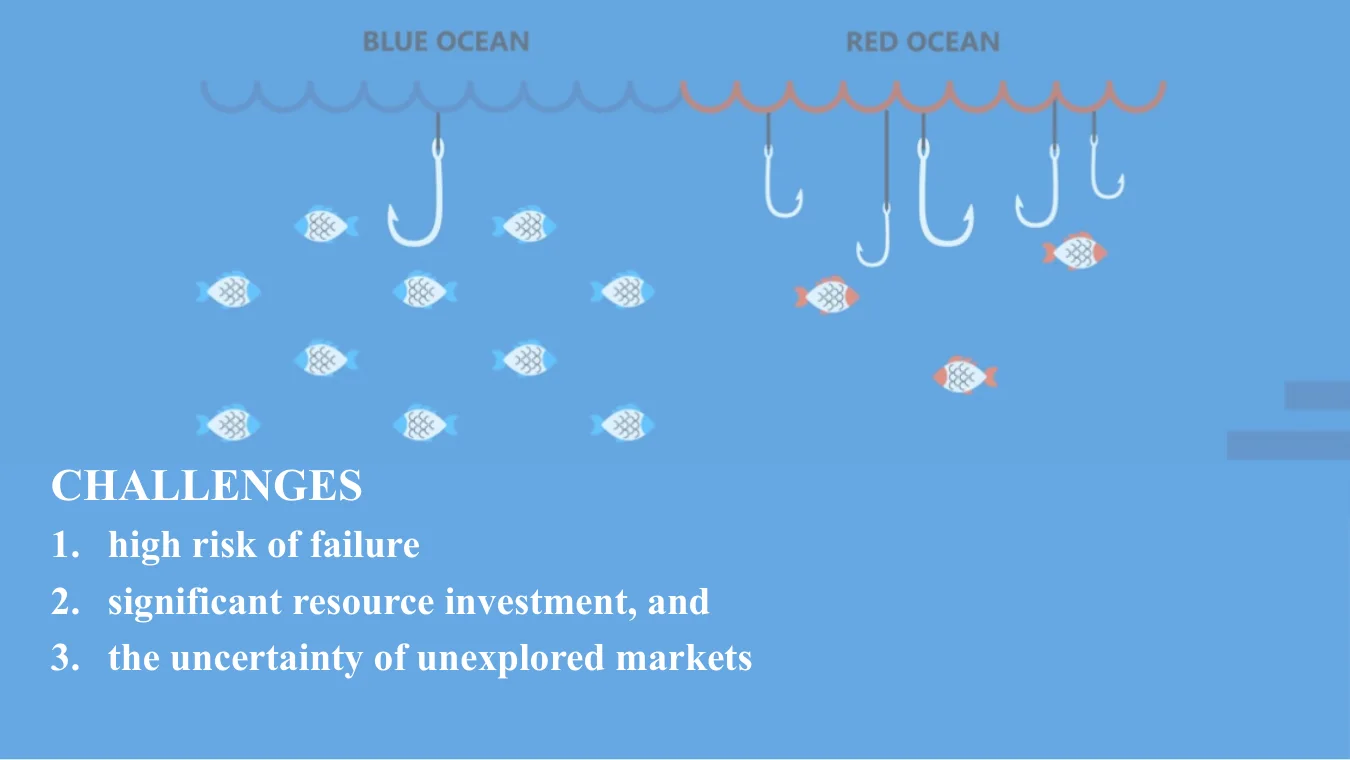 BLUE OCEAN RED OCEAN
CHALLENGES
1. high risk of failure
2. significant resource investment, and
3. the uncertainty of unexplored markets